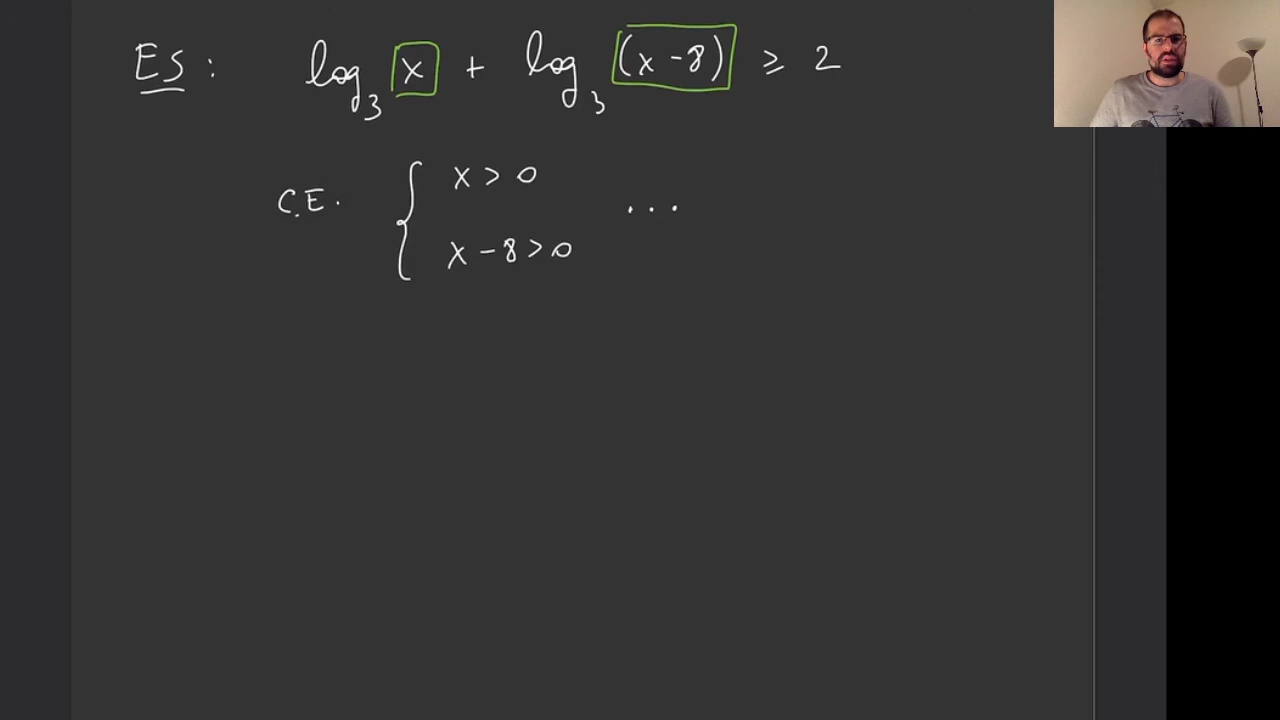 ES: log₃ x + log₃ (x-8) ≥ 2
C.E. { x > 0 ...
x - 8 > 0